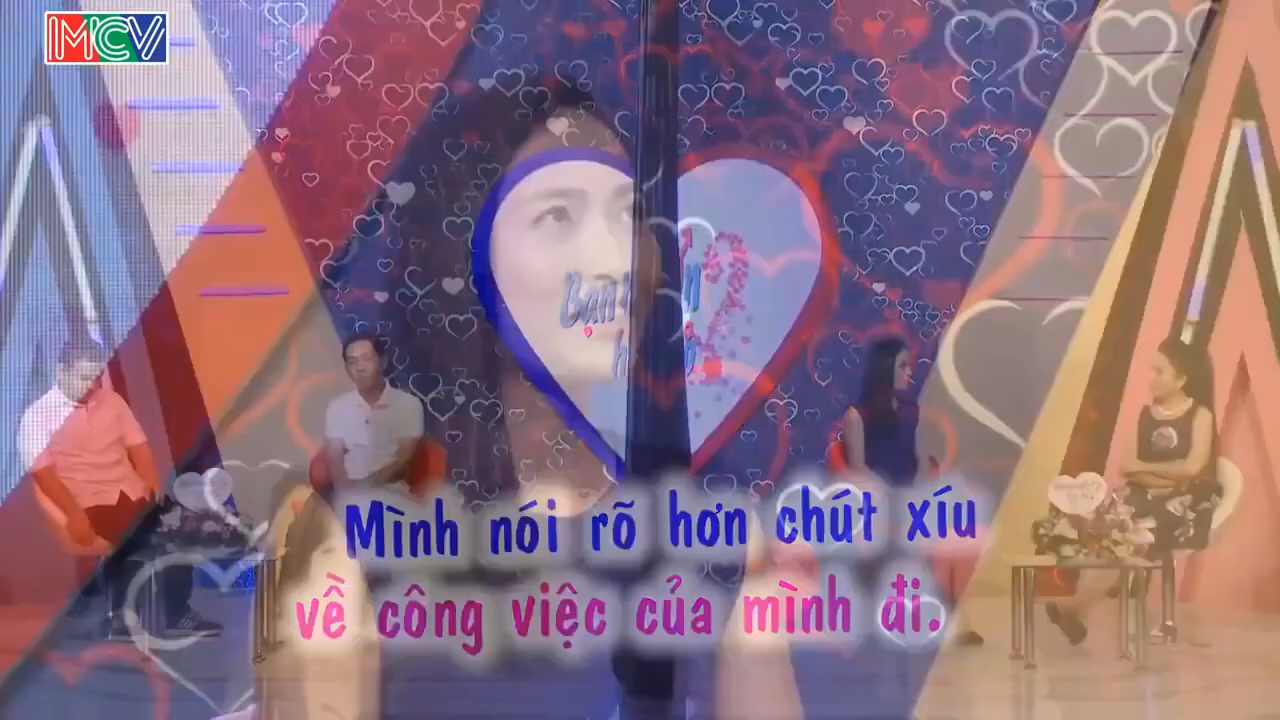 MCV
Mình nói rõ hơn chút xíu
về công việc của mình đi.